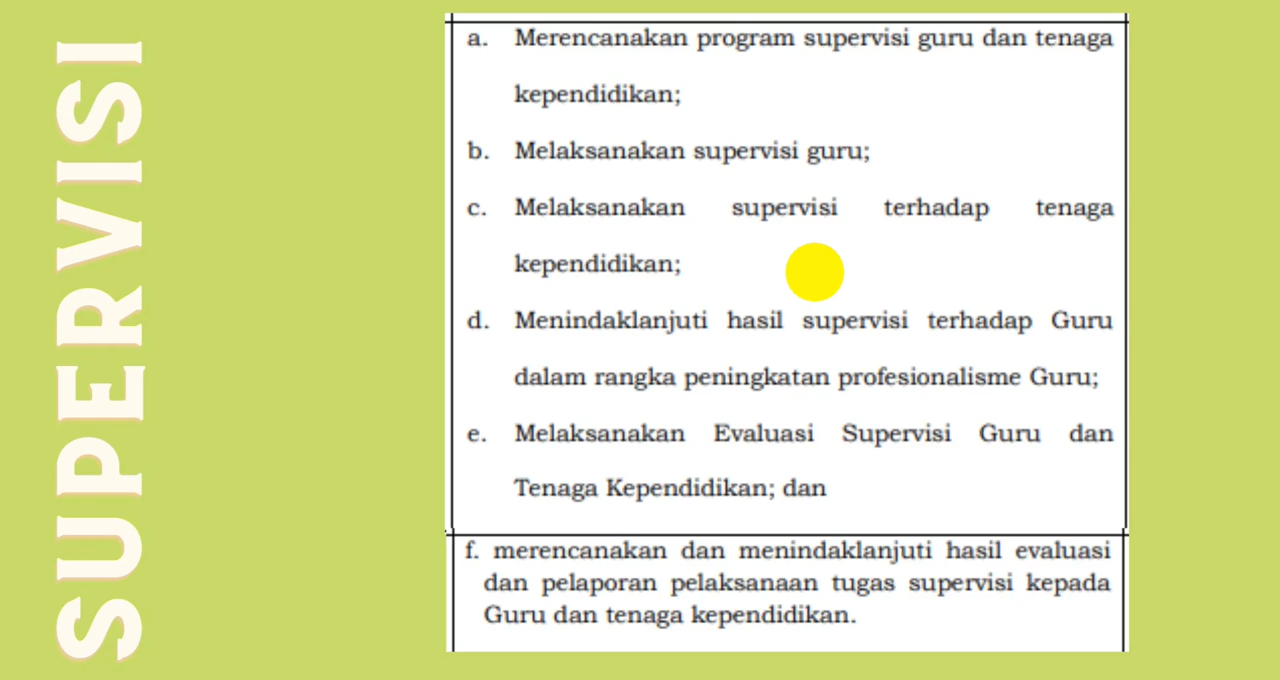 SUPERVISI
a. Merencanakan program supervisi guru dan tenaga
kependidikan;
b. Melaksanakan supervisi guru;
c. Melaksanakan supervisi terhadap tenaga
kependidikan;
d. Menindaklanjuti hasil supervisi terhadap Guru
dalam rangka peningkatan profesionalisme Guru;
e. Melaksanakan Evaluasi Supervisi Guru dan
Tenaga Kependidikan; dan
f. merencanakan dan menindaklanjuti hasil evaluasi
dan pelaporan pelaksanaan tugas supervisi kepada
Guru dan tenaga kependidikan.